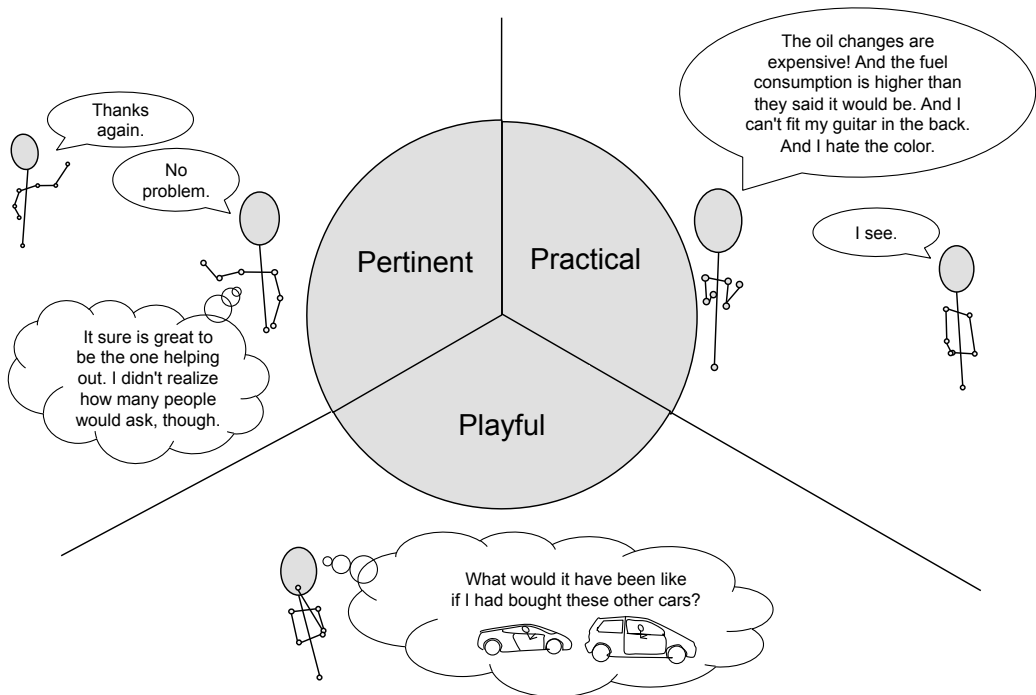 Thanks
again.
No
problem.
It sure is great to
be the one helping
out. I didn't realize
how many people
would ask, though.
Pertinent
Practical
Playful
The oil changes are
expensive! And the fuel
consumption is higher than
they said it would be. And I
can't fit my guitar in the back.
And I hate the color.
I see.
What would it have been like
if I had bought these other cars?